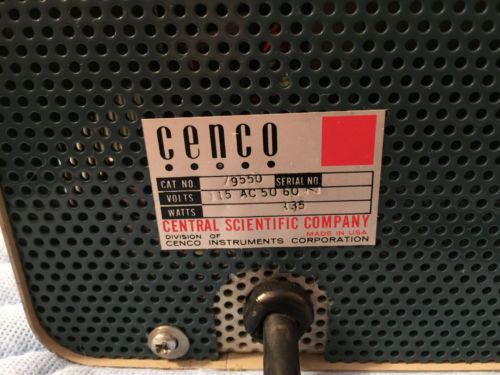 cenco
CAT NO. 79550 SERIAL NO.
VOLTS 115 AC 50 60
WATTS 135
CENTRAL SCIENTIFIC COMPANY
DIVISION OF MADE IN USA
CENCO INSTRUMENTS CORPORATION